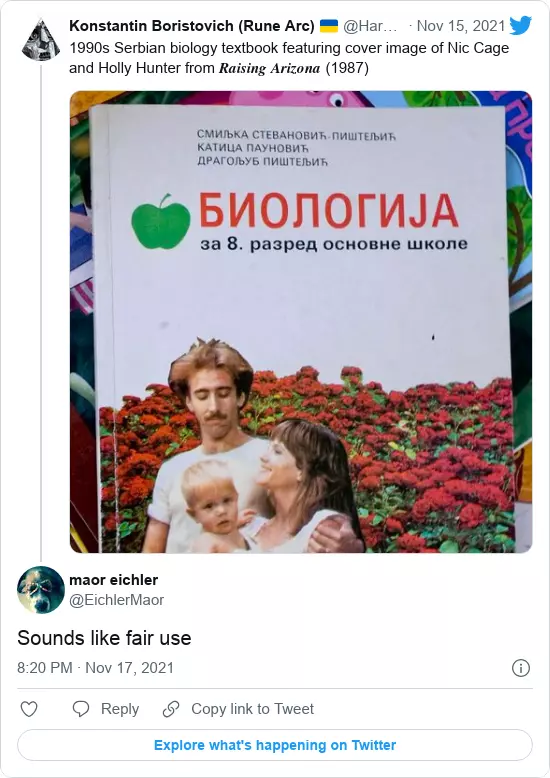 Konstantin Boristovich (Rune Arc) 🇺🇦 @Har... · Nov 15, 2021
1990s Serbian biology textbook featuring cover image of Nic Cage
and Holly Hunter from Raising Arizona (1987)
СМИЉКА СТЕВАНОВИЋ-ПИШТЕЉИЋ
КАТИЦА ПАУНОВИЋ
ДРАГОЉУБ ПИШТЕЉИЋ
БИОЛОГИЈА
за 8. разред основне школе
maor eichler
@EichlerMaor
Sounds like fair use
8:20 PM · Nov 17, 2021
Reply
Copy link to Tweet
Explore what's happening on Twitter